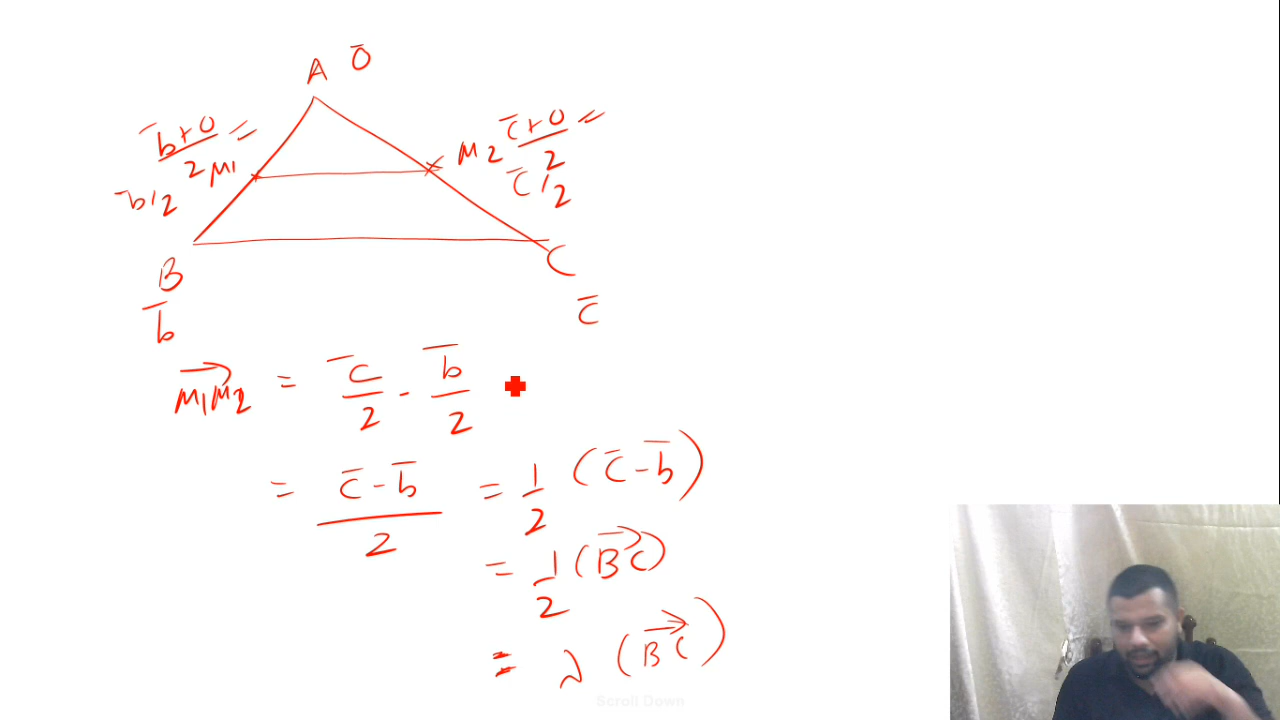 A 0̅
(b̅+0)/2 = M1
b̅/2
M2 (c̅+0)/2 =
c̅/2
B
b̅
C
c̅
M1M2⃗ = c̅/2 - b̅/2
= (c̅-b̅)/2 = 1/2 (c̅-b̅)
= 1/2 (BC⃗)
= λ (BC⃗)
Scroll Down